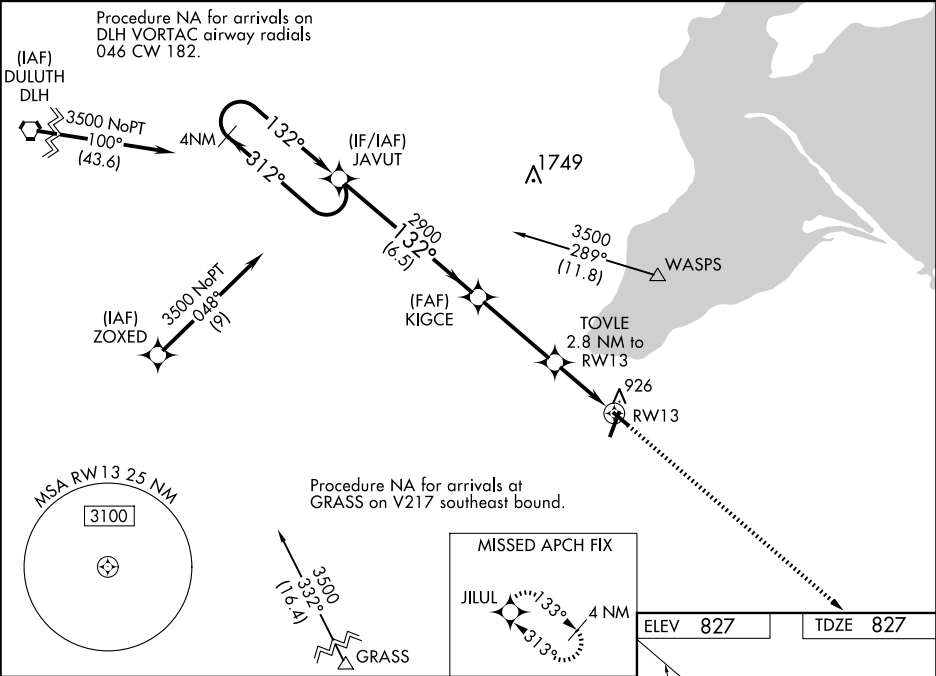 Procedure NA for arrivals on
DLH VORTAC airway radials
046 CW 182.
(IAF)
DULUTH
DLH
3500 NoPT
100°
(43.6)
4NM
132°
312°
(IF/IAF)
JAVUT
1749
2900
132°
(6.5)
3500
289°
(11.8)
WASPS
(IAF)
ZOXED
3500 NoPT
048°
(9)
(FAF)
KIGCE
TOVLE
2.8 NM to
RW13
926
RW13
MSA RW13 25 NM
3100
Procedure NA for arrivals at
GRASS on V217 southeast bound.
3500
332°
(16.4)
GRASS
MISSED APCH FIX
JILUL
133°
313°
4 NM
ELEV 827
TDZE 827